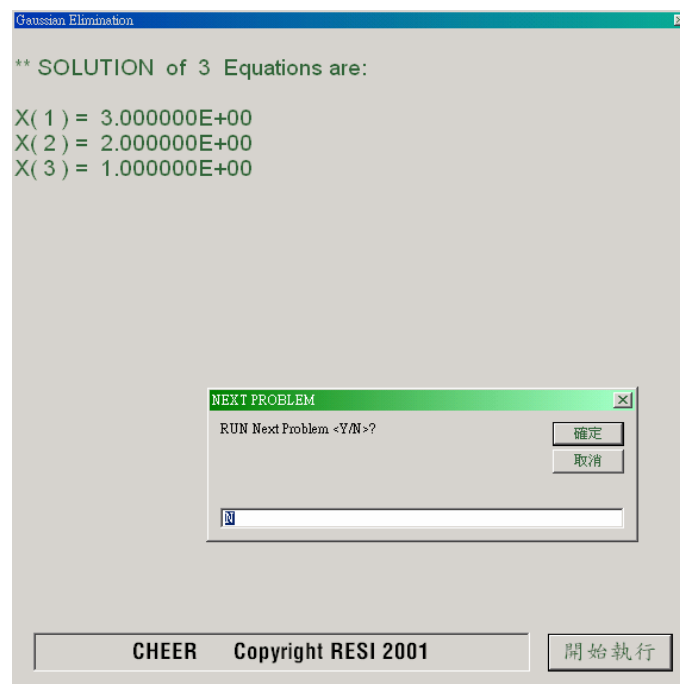 Gaussian Elimination
** SOLUTION of 3 Equations are:
X( 1 ) = 3.000000E+00
X( 2 ) = 2.000000E+00
X( 3 ) = 1.000000E+00
NEXT PROBLEM
RUN Next Problem <Y/N>?
確定
取消
N
CHEER Copyright RESI 2001
開始執行